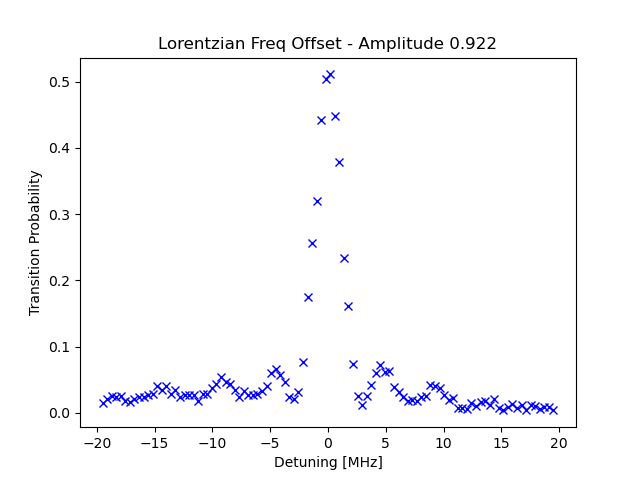 Lorentzian Freq Offset - Amplitude 0.922
Transition Probability
0.5
0.4
0.3
0.2
0.1
0.0
−20 −15 −10 −5 0 5 10 15 20
Detuning [MHz]